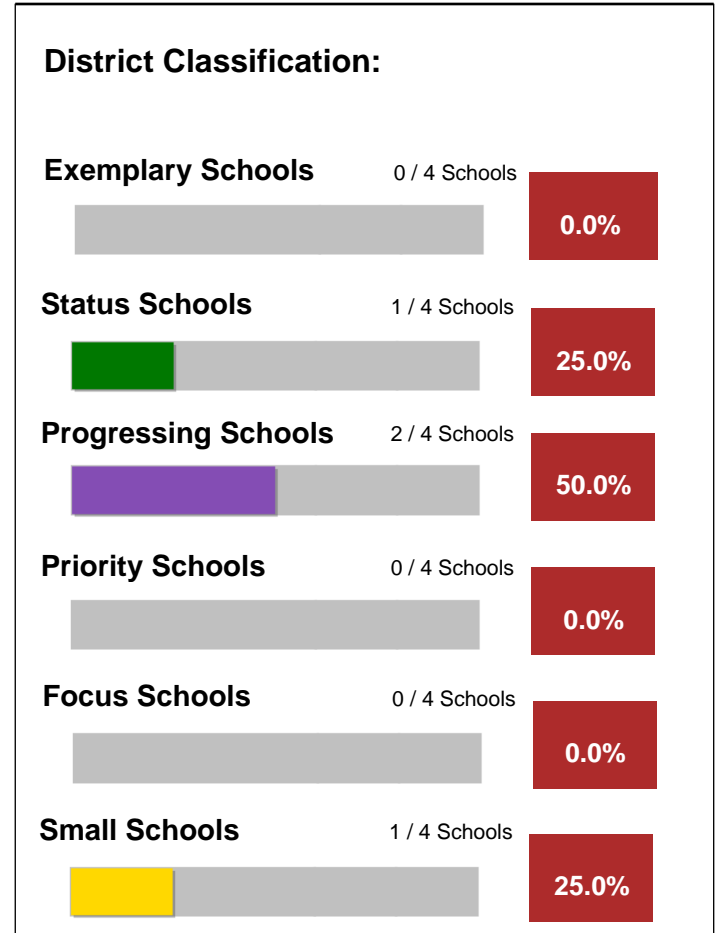 District Classification:
Exemplary Schools 0 / 4 Schools
0.0%
Status Schools 1 / 4 Schools
25.0%
Progressing Schools 2 / 4 Schools
50.0%
Priority Schools 0 / 4 Schools
0.0%
Focus Schools 0 / 4 Schools
0.0%
Small Schools 1 / 4 Schools
25.0%